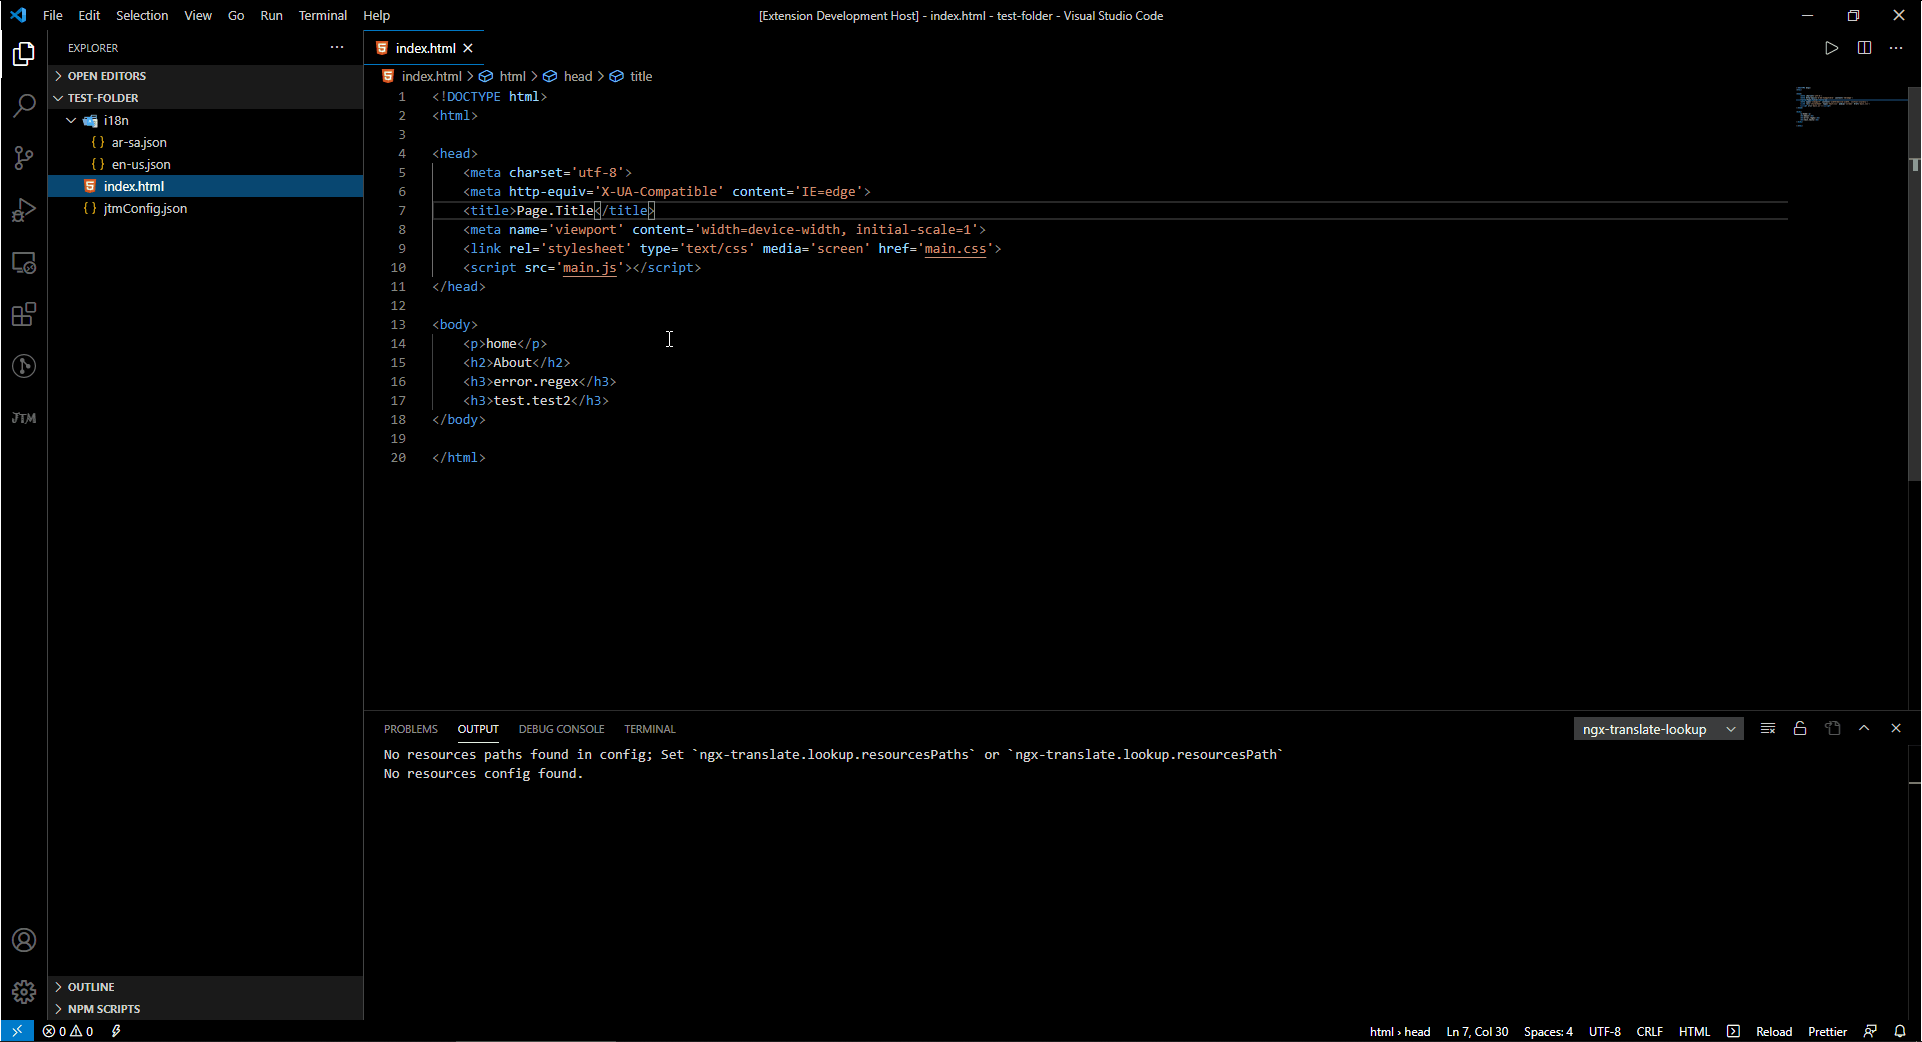 File Edit Selection View Go Run Terminal Help
[Extension Development Host] - index.html - test-folder - Visual Studio Code
EXPLORER
OPEN EDITORS
TEST-FOLDER
i18n
{ } ar-sa.json
{ } en-us.json
index.html
{ } jtmConfig.json
JTM
OUTLINE
NPM SCRIPTS
index.html
index.html > html > head > title
1 <!DOCTYPE html>
2 <html>
3
4 <head>
5 <meta charset='utf-8'>
6 <meta http-equiv='X-UA-Compatible' content='IE=edge'>
7 <title>Page.Title</title>
8 <meta name='viewport' content='width=device-width, initial-scale=1'>
9 <link rel='stylesheet' type='text/css' media='screen' href='main.css'>
10 <script src='main.js'></script>
11 </head>
12
13 <body>
14 <p>home</p>
15 <h2>About</h2>
16 <h3>error.regex</h3>
17 <h3>test.test2</h3>
18 </body>
19
20 </html>
PROBLEMS OUTPUT DEBUG CONSOLE TERMINAL
ngx-translate-lookup
No resources paths found in config; Set `ngx-translate.lookup.resourcesPaths` or `ngx-translate.lookup.resourcesPath`
No resources config found.
0 0
html › head Ln 7, Col 30 Spaces: 4 UTF-8 CRLF HTML Reload Prettier